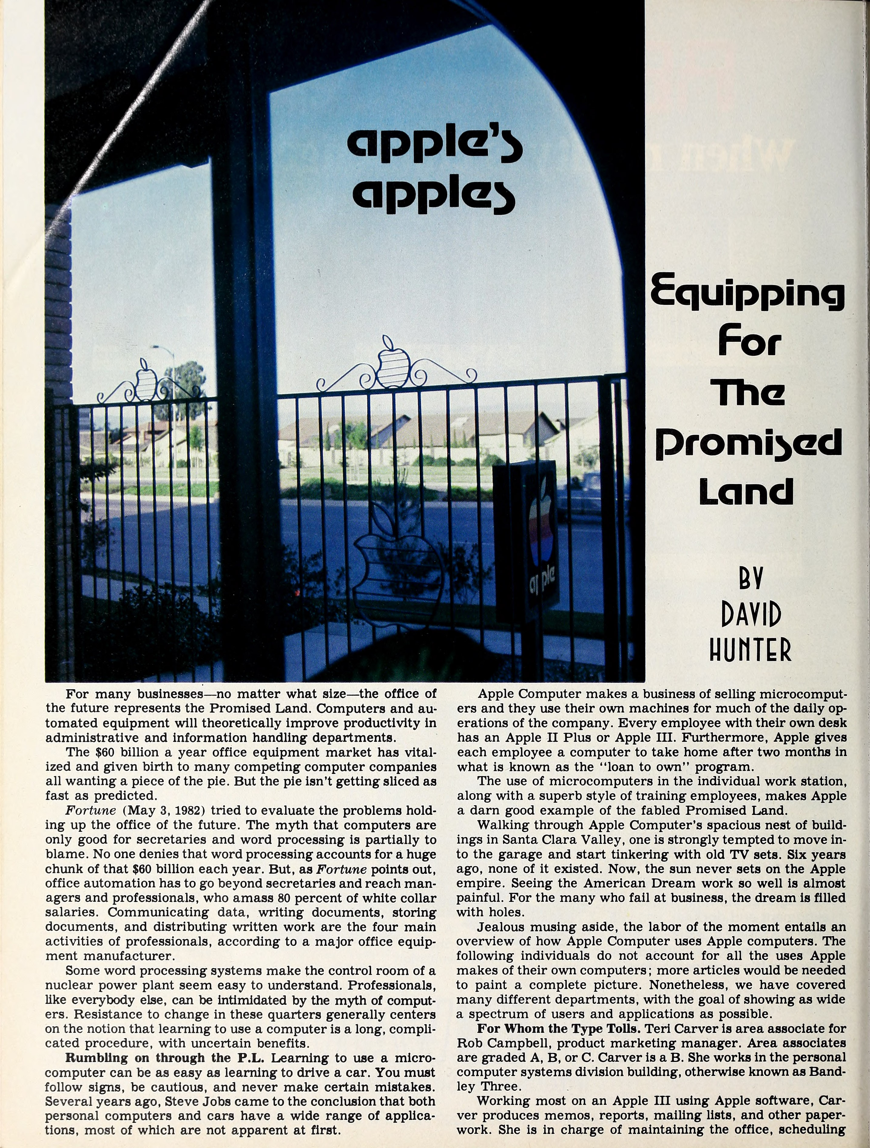 apple's
apples
apple
Equipping
For
The
Promised
Land
BY
DAVID
HUNTER
For many businesses—no matter what size—the office of
the future represents the Promised Land. Computers and au-
tomated equipment will theoretically improve productivity in
administrative and information handling departments.
The $60 billion a year office equipment market has vital-
ized and given birth to many competing computer companies
all wanting a piece of the pie. But the pie isn't getting sliced as
fast as predicted.
Fortune (May 3, 1982) tried to evaluate the problems hold-
ing up the office of the future. The myth that computers are
only good for secretaries and word processing is partially to
blame. No one denies that word processing accounts for a huge
chunk of that $60 billion each year. But, as Fortune points out,
office automation has to go beyond secretaries and reach man-
agers and professionals, who amass 80 percent of white collar
salaries. Communicating data, writing documents, storing
documents, and distributing written work are the four main
activities of professionals, according to a major office equip-
ment manufacturer.
Some word processing systems make the control room of a
nuclear power plant seem easy to understand. Professionals,
like everybody else, can be intimidated by the myth of comput-
ers. Resistance to change in these quarters generally centers
on the notion that learning to use a computer is a long, compli-
cated procedure, with uncertain benefits.
Rumbling on through the P.L. Learning to use a micro-
computer can be as easy as learning to drive a car. You must
follow signs, be cautious, and never make certain mistakes.
Several years ago, Steve Jobs came to the conclusion that both
personal computers and cars have a wide range of applica-
tions, most of which are not apparent at first.
Apple Computer makes a business of selling microcomput-
ers and they use their own machines for much of the daily op-
erations of the company. Every employee with their own desk
has an Apple II Plus or Apple III. Furthermore, Apple gives
each employee a computer to take home after two months in
what is known as the "loan to own" program.
The use of microcomputers in the individual work station,
along with a superb style of training employees, makes Apple
a darn good example of the fabled Promised Land.
Walking through Apple Computer's spacious nest of build-
ings in Santa Clara Valley, one is strongly tempted to move in-
to the garage and start tinkering with old TV sets. Six years
ago, none of it existed. Now, the sun never sets on the Apple
empire. Seeing the American Dream work so well is almost
painful. For the many who fail at business, the dream is filled
with holes.
Jealous musing aside, the labor of the moment entails an
overview of how Apple Computer uses Apple computers. The
following individuals do not account for all the uses Apple
makes of their own computers; more articles would be needed
to paint a complete picture. Nonetheless, we have covered
many different departments, with the goal of showing as wide
a spectrum of users and applications as possible.
For Whom the Type Tolls. Teri Carver is area associate for
Rob Campbell, product marketing manager. Area associates
are graded A, B, or C. Carver is a B. She works in the personal
computer systems division building, otherwise known as Band-
ley Three.
Working most on an Apple III using Apple software, Car-
ver produces memos, reports, mailing lists, and other paper-
work. She is in charge of maintaining the office, scheduling